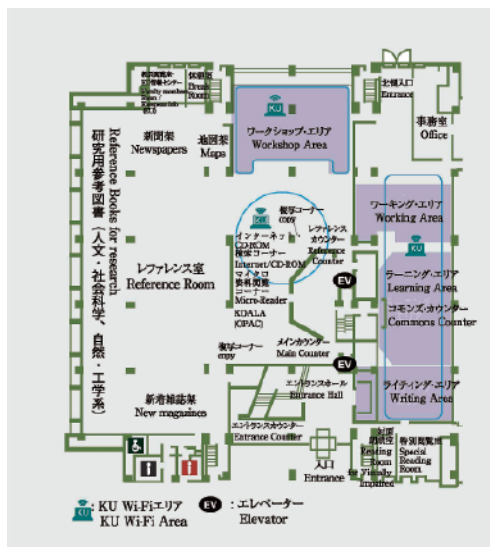 休憩室
Break
Room
北側入口
Entrance
事務室
Office
KU
ワークショップ・エリア
Workshop Area
新聞架
Newspapers
地図架
Maps
Reference Books for research
研究用参考図書（人文・社会科学、自然・工学系）
ワーキング・エリア
Working Area
複写コーナー
copy
レファレンス
カウンター
Reference
Counter
インターネット
CD-ROM
検索コーナー
Internet/CD-ROM
マイクロ
資料閲覧
コーナー
Micro-Reader
KOALA
(OPAC)
レファレンス室
Reference Room
KU
ラーニング・エリア
Learning Area
コモンズ・カウンター
Commons Counter
EV
複写コーナー
copy
メインカウンター
Main Counter
EV
ライティング・エリア
Writing Area
新着雑誌架
New magazines
エントランスホール
Entrance Hall
エントランスカウンター
Entrance Counter
入口
Entrance
Reading
Room
for Visually
Impaired
特別閲覧室
Special
Reading
Room
KU
: KU Wi-Fiエリア
KU Wi-Fi Area
EV
: エレベーター
Elevator